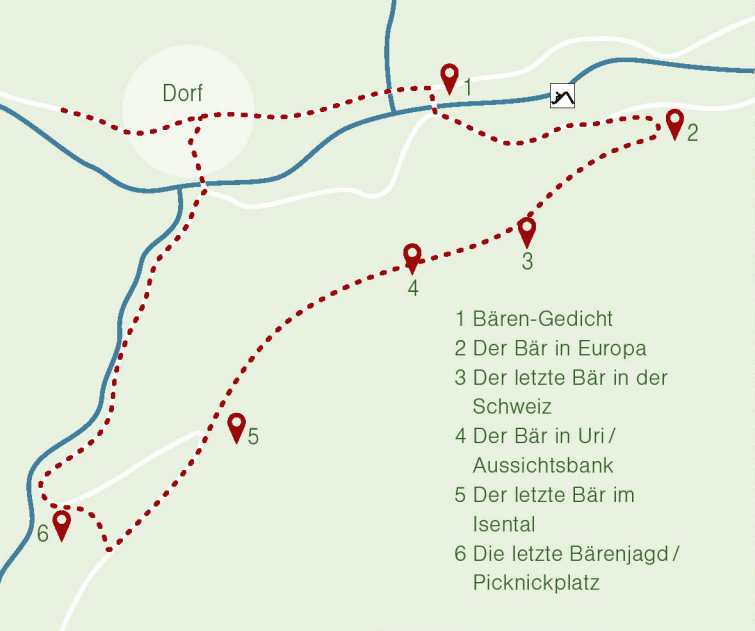 Dorf
1
2
3
4
5
6
1 Bären-Gedicht
2 Der Bär in Europa
3 Der letzte Bär in der
Schweiz
4 Der Bär in Uri /
Aussichtsbank
5 Der letzte Bär im
Isental
6 Die letzte Bärenjagd /
Picknickplatz